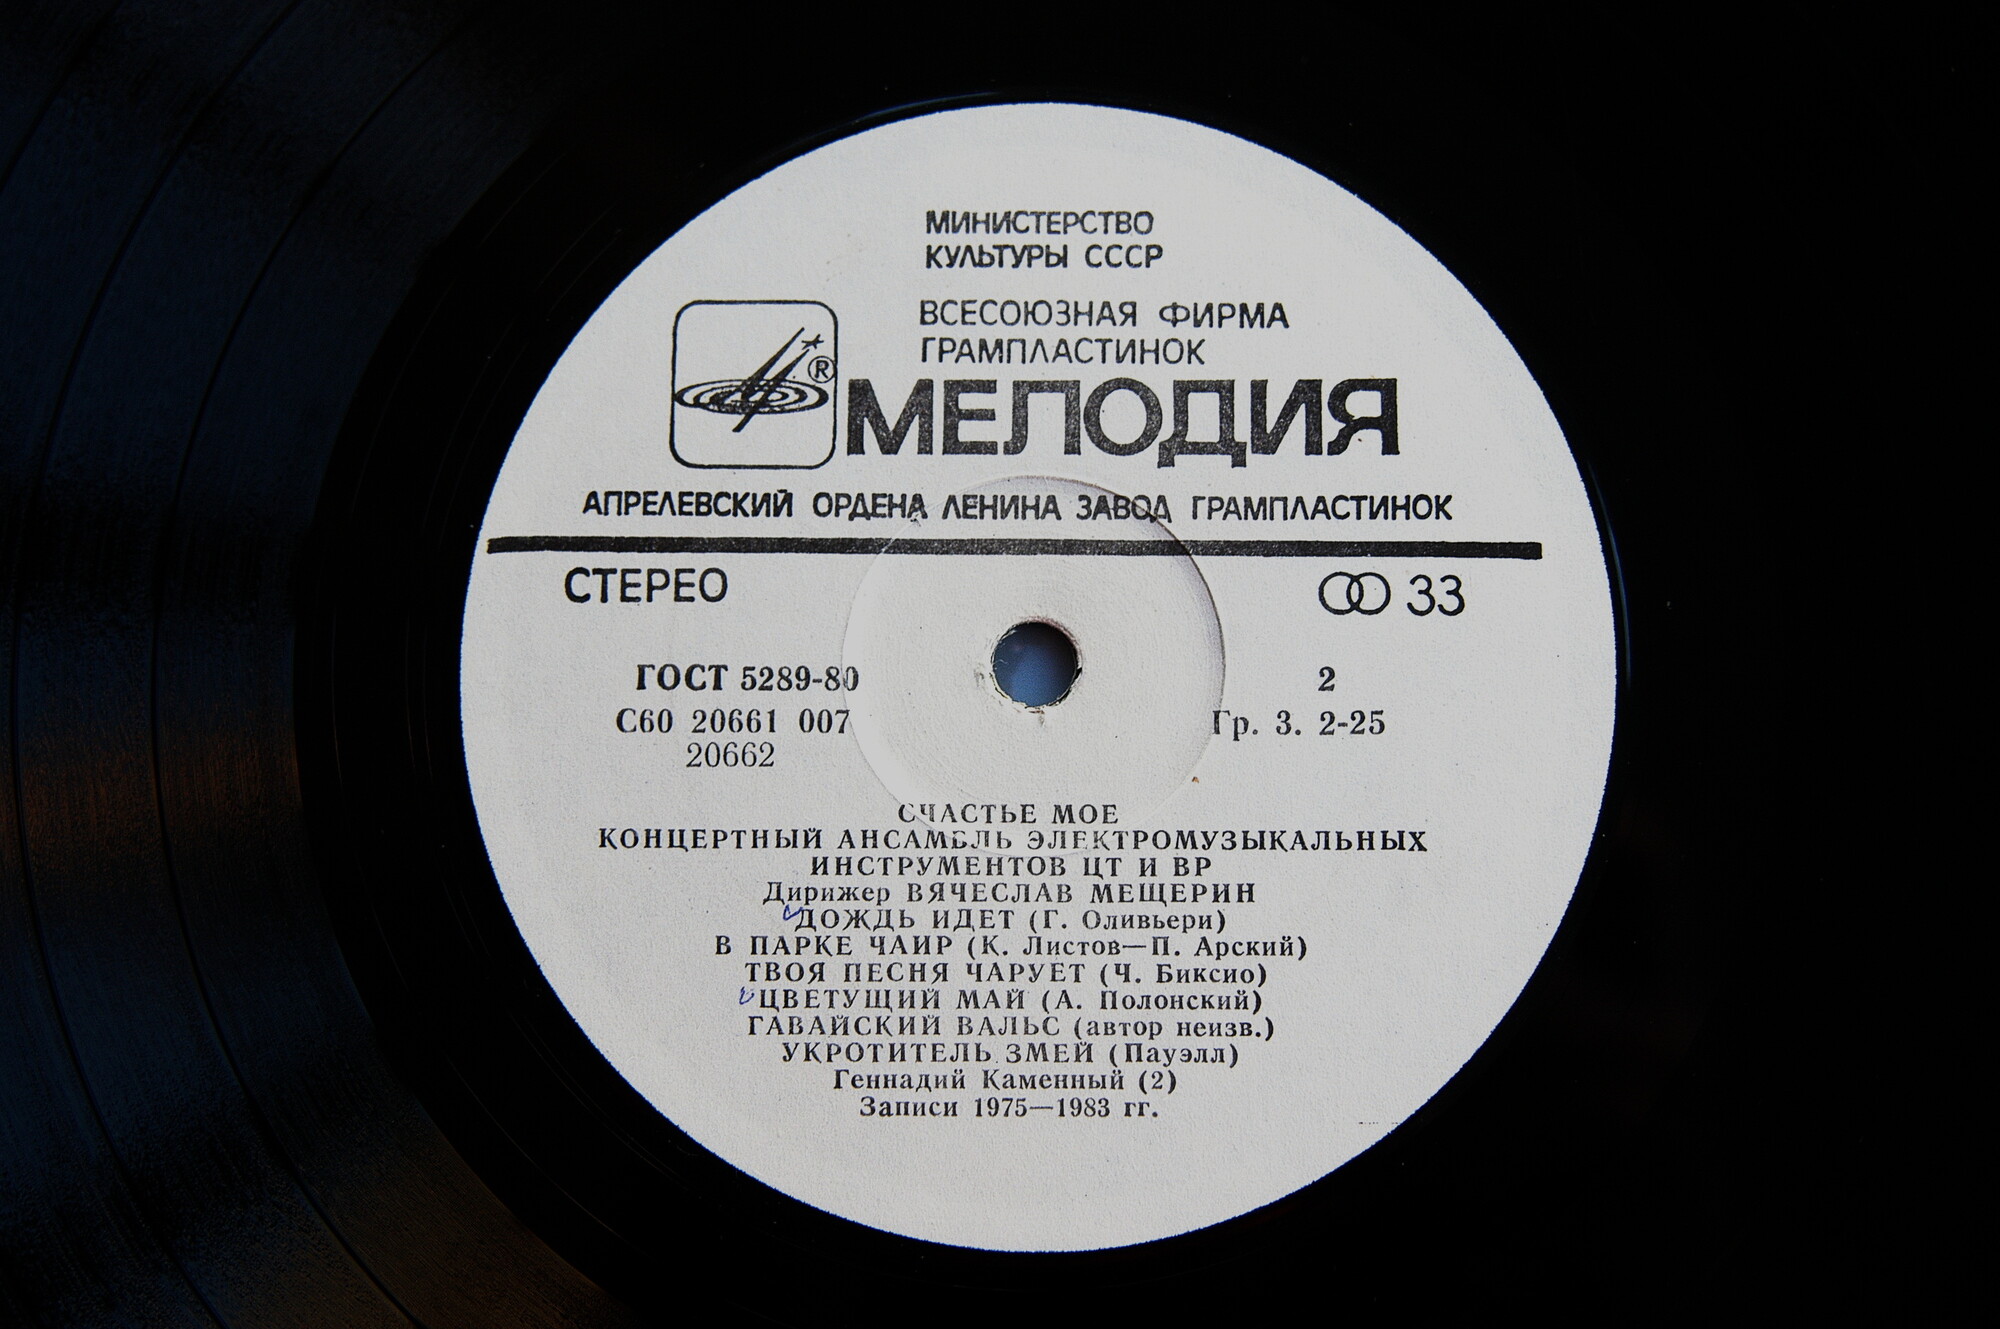 МИНИСТЕРСТВО
КУЛЬТУРЫ СССР
ВСЕСОЮЗНАЯ ФИРМА
ГРАМПЛАСТИНОК
®
МЕЛОДИЯ
АПРЕЛЕВСКИЙ ОРДЕНА ЛЕНИНА ЗАВОД ГРАМПЛАСТИНОК
СТЕРЕО 33
ГОСТ 5289-80 2
С60 20661 007 Гр. 3. 2-25
20662
СЧАСТЬЕ МОЕ
КОНЦЕРТНЫЙ АНСАМБЛЬ ЭЛЕКТРОМУЗЫКАЛЬНЫХ
ИНСТРУМЕНТОВ ЦТ И ВР
Дирижер ВЯЧЕСЛАВ МЕЩЕРИН
ДОЖДЬ ИДЕТ (Г. Оливьери)
В ПАРКЕ ЧАИР (К. Листов—П. Арский)
ТВОЯ ПЕСНЯ ЧАРУЕТ (Ч. Биксио)
ЦВЕТУЩИЙ МАЙ (А. Полонский)
ГАВАЙСКИЙ ВАЛЬС (автор неизв.)
УКРОТИТЕЛЬ ЗМЕЙ (Пауэлл)
Геннадий Каменный (2)
Записи 1975—1983 гг.